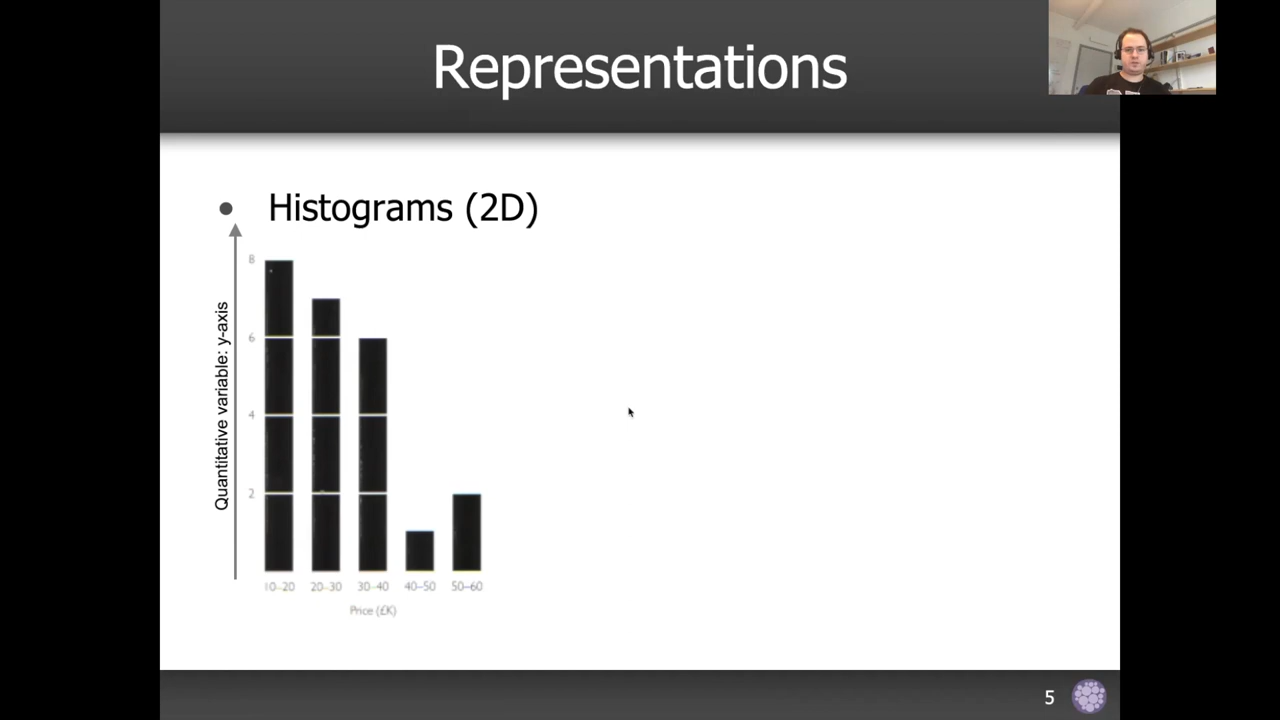 Representations
• Histograms (2D)
Quantitative variable: y-axis
8
6
4
2
10–20 20–30 30–40 40–50 50–60
Price (£K)
5